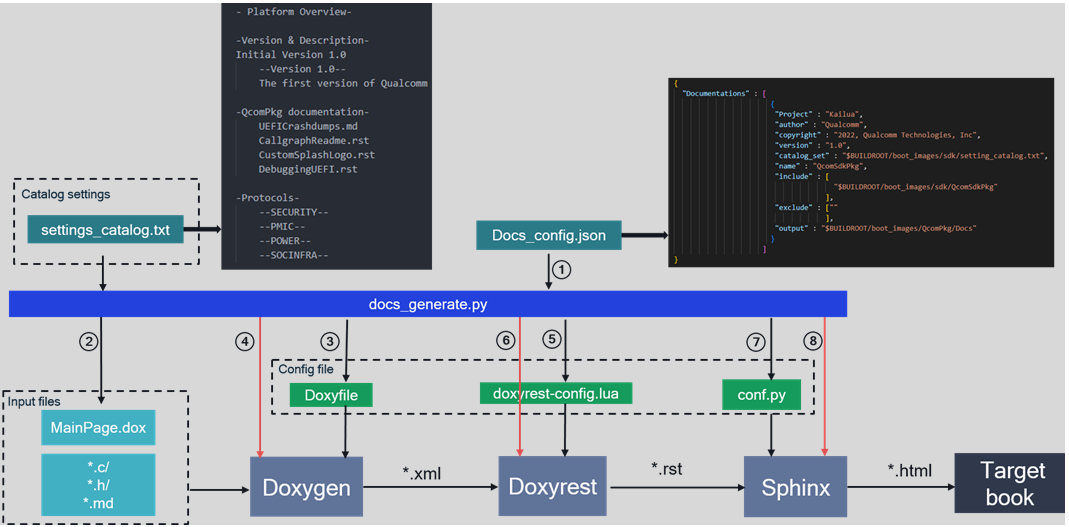 - Platform Overview-
-Version & Description-
Initial Version 1.0
--Version 1.0--
The first version of Qualcomm
-QcomPkg documentation-
UEFICrashdumps.md
CallgraphReadme.rst
CustomSplashLogo.rst
DebuggingUEFI.rst
-Protocols-
--SECURITY--
--PMIC--
--POWER--
--SOCINFRA--
{
"Documentations" : [
{
"Project" : "Kailua",
"author" : "Qualcomm",
"copyright" : "2022, Qualcomm Technologies, Inc",
"version" : "1.0",
"catalog_set" : "$BUILDROOT/boot_images/sdk/setting_catalog.txt",
"name" : "QcomSdkPkg",
"include" : [
"$BUILDROOT/boot_images/sdk/QcomSdkPkg"
],
"exclude" : [""
],
"output" : "$BUILDROOT/boot_images/QcomPkg/Docs"
}
]
}
Catalog settings
settings_catalog.txt
Docs_config.json
①
docs_generate.py
② ④ ③ ⑥ ⑤ ⑦ ⑧
Config file
Doxyfile
doxyrest-config.lua
conf.py
Input files
MainPage.dox
*.c/
*.h/
*.md
Doxygen
*.xml
Doxyrest
*.rst
Sphinx
*.html
Target
book